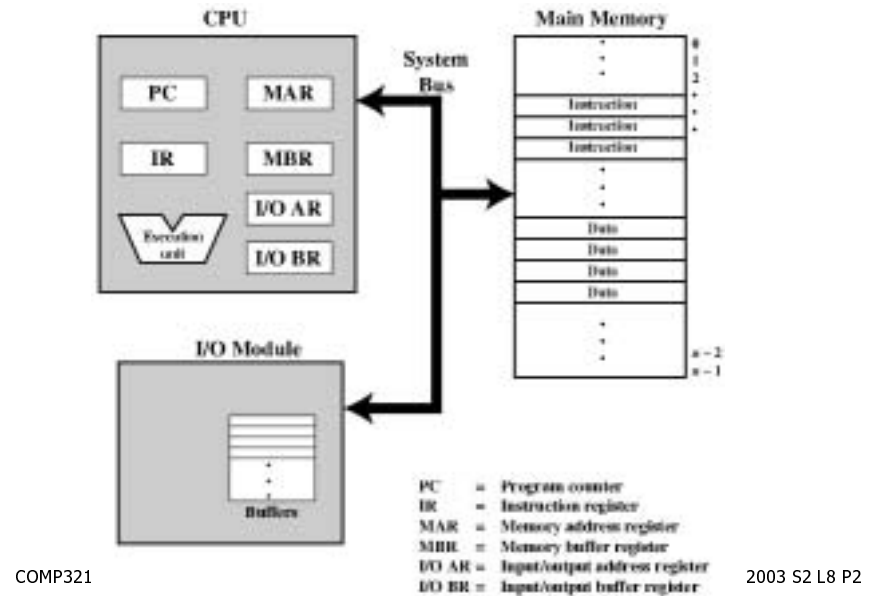 CPU
PC
MAR
IR
MBR
I/O AR
Execution
unit
I/O BR
System
Bus
Main Memory
0
1
2
Instruction
Instruction
Instruction
Data
Data
Data
Data
n – 2
n – 1
I/O Module
Buffers
PC = Program counter
IR = Instruction register
MAR = Memory address register
MBR = Memory buffer register
I/O AR = Input/output address register
I/O BR = Input/output buffer register
COMP321
2003 S2 L8 P2